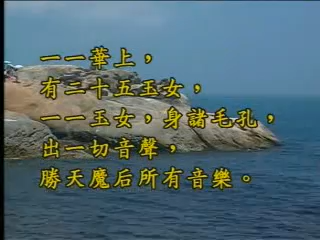 一一華上，
有二十五玉女，
一一玉女，身諸毛孔，
出一切音聲，
勝天魔后所有音樂。